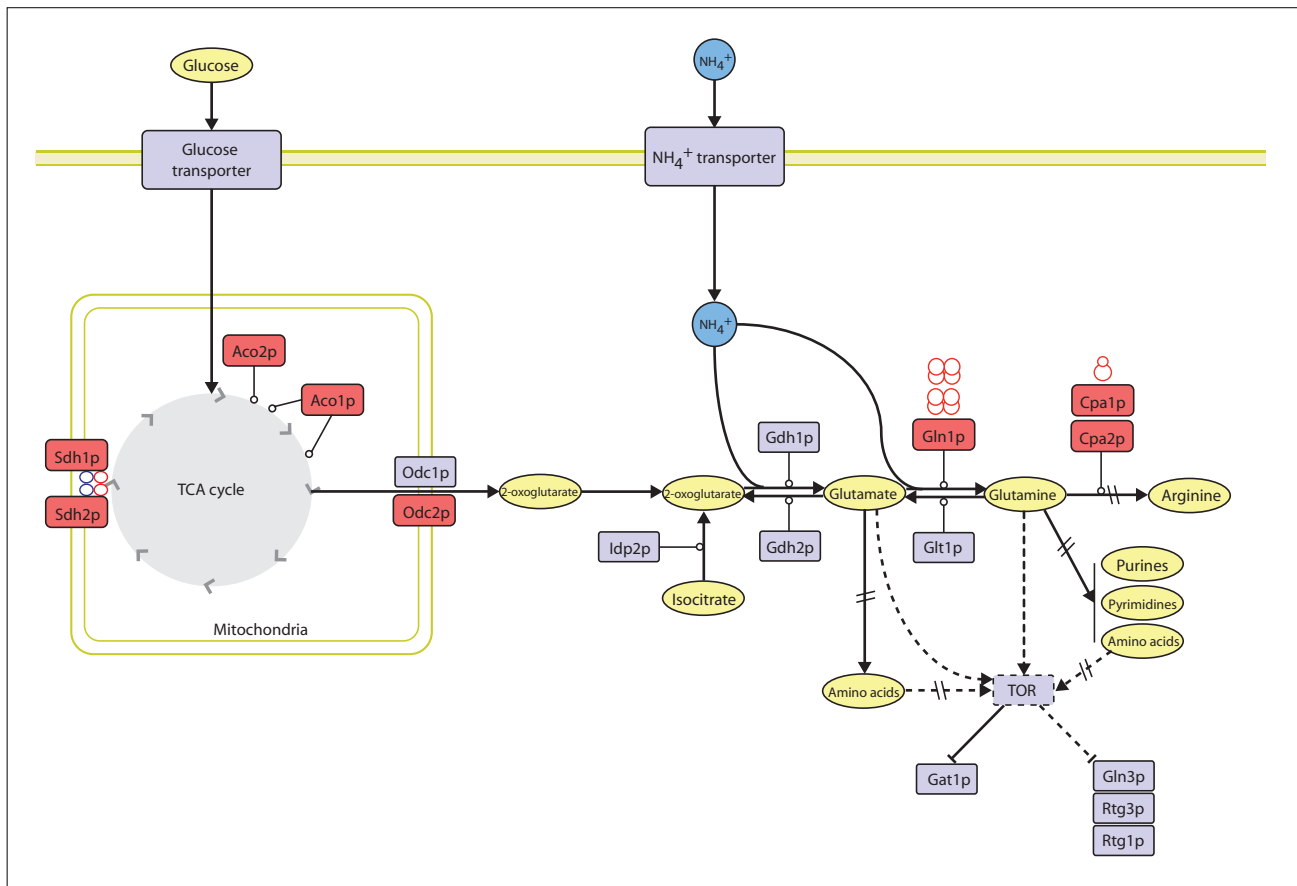 Glucose
NH4+
Glucose
transporter
NH4+ transporter
NH4+
Aco2p
Aco1p
Sdh1p
Sdh2p
TCA cycle
Mitochondria
Odc1p
Odc2p
2-oxoglutarate
2-oxoglutarate
Idp2p
Isocitrate
Gdh1p
Gdh2p
Glutamate
Gln1p
Glt1p
Glutamine
Cpa1p
Cpa2p
Arginine
Purines
Pyrimidines
Amino acids
Amino acids
TOR
Gat1p
Gln3p
Rtg3p
Rtg1p